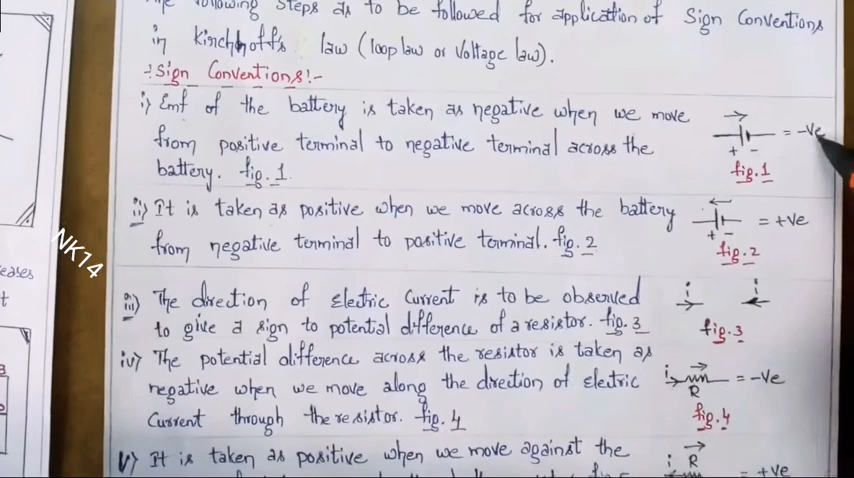 following steps as to be followed for application of Sign Conventions
in Kirchhoff's law (loop law or Voltage law).
:Sign Conventions:-
i) Emf of the battery is taken as negative when we move
from positive terminal to negative terminal across the
battery. fig.1
+ - = -ve
fig.1
ii) It is taken as positive when we move across the battery
from negative terminal to positive terminal. fig.2
+ - = +ve
fig.2
iii) The direction of Electric Current is to be observed
to give a sign to potential difference of a resistor. fig.3
i i
fig.3
iv) The potential difference across the resistor is taken as
negative when we move along the direction of electric
Current through the resistor. fig.4
i R = -ve
fig.4
v) It is taken as positive when we move against the
i R = +ve
NK14
eases
t